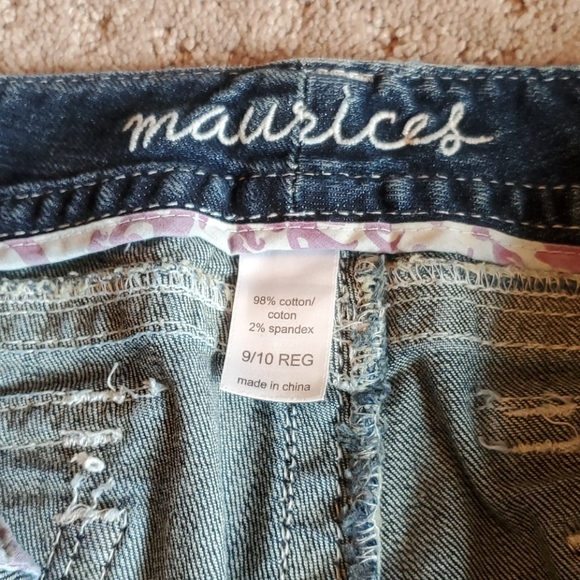 maurices
98% cotton/
coton
2% spandex
9/10 REG
made in china